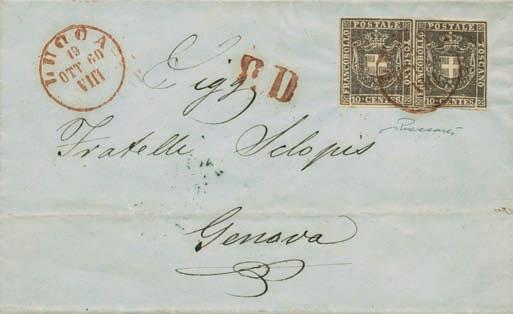 LUCCA
19
OTT 60
VIII
P.D
FRANCOBOLLO POSTALE TOSCANO
10 CENTES
FRANCOBOLLO POSTALE TOSCANO
10 CENTES
Sigg
Fratelli Sclopis
Genova